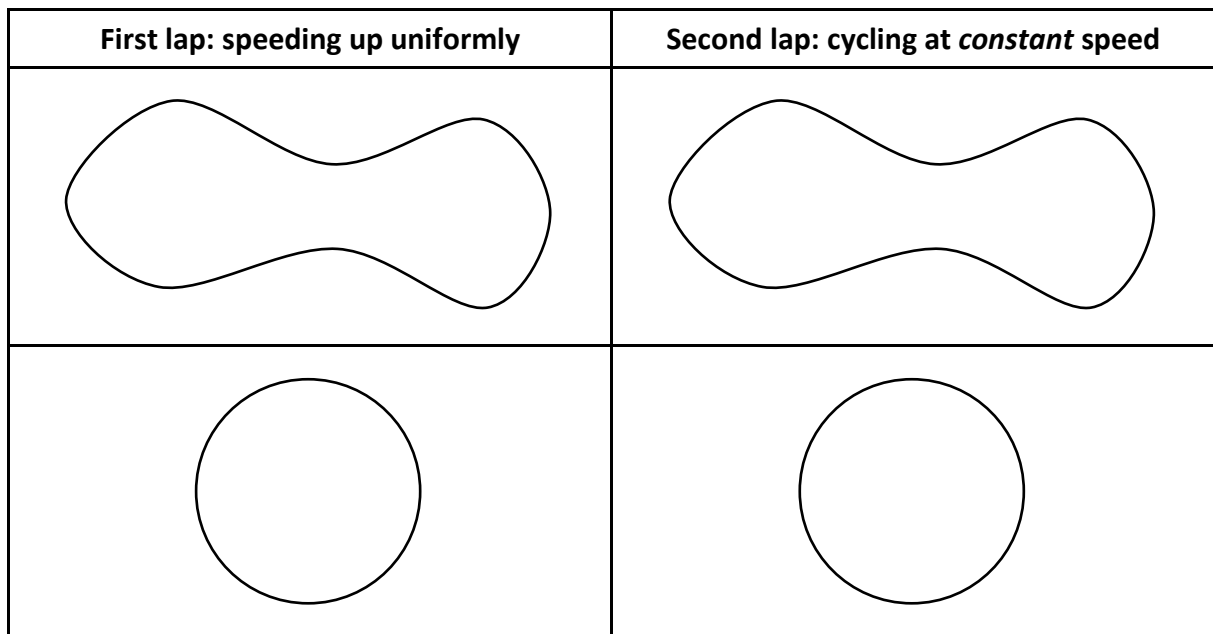 First lap: speeding up uniformly
Second lap: cycling at constant speed